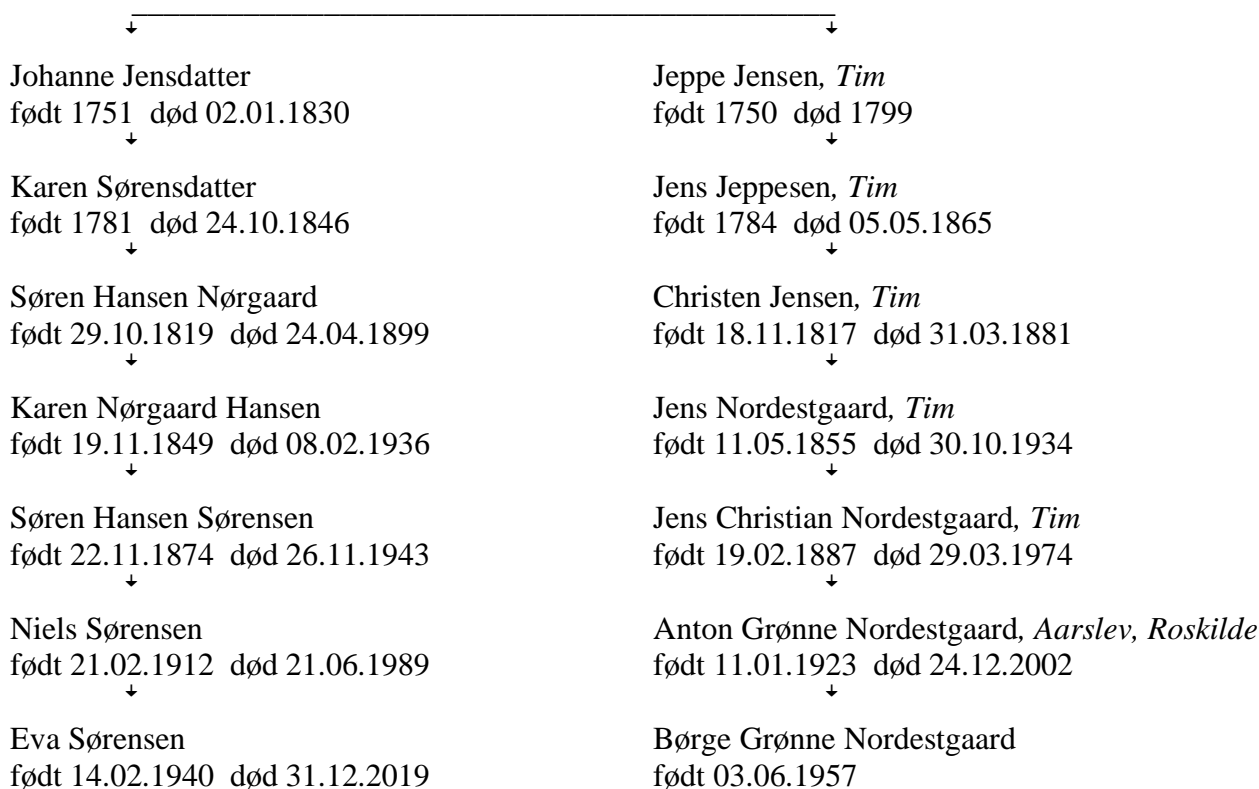 Johanne Jensdatter
født 1751 død 02.01.1830
Karen Sørensdatter
født 1781 død 24.10.1846
Søren Hansen Nørgaard
født 29.10.1819 død 24.04.1899
Karen Nørgaard Hansen
født 19.11.1849 død 08.02.1936
Søren Hansen Sørensen
født 22.11.1874 død 26.11.1943
Niels Sørensen
født 21.02.1912 død 21.06.1989
Eva Sørensen
født 14.02.1940 død 31.12.2019
Jeppe Jensen, Tim
født 1750 død 1799
Jens Jeppesen, Tim
født 1784 død 05.05.1865
Christen Jensen, Tim
født 18.11.1817 død 31.03.1881
Jens Nordestgaard, Tim
født 11.05.1855 død 30.10.1934
Jens Christian Nordestgaard, Tim
født 19.02.1887 død 29.03.1974
Anton Grønne Nordestgaard, Aarslev, Roskilde
født 11.01.1923 død 24.12.2002
Børge Grønne Nordestgaard
født 03.06.1957